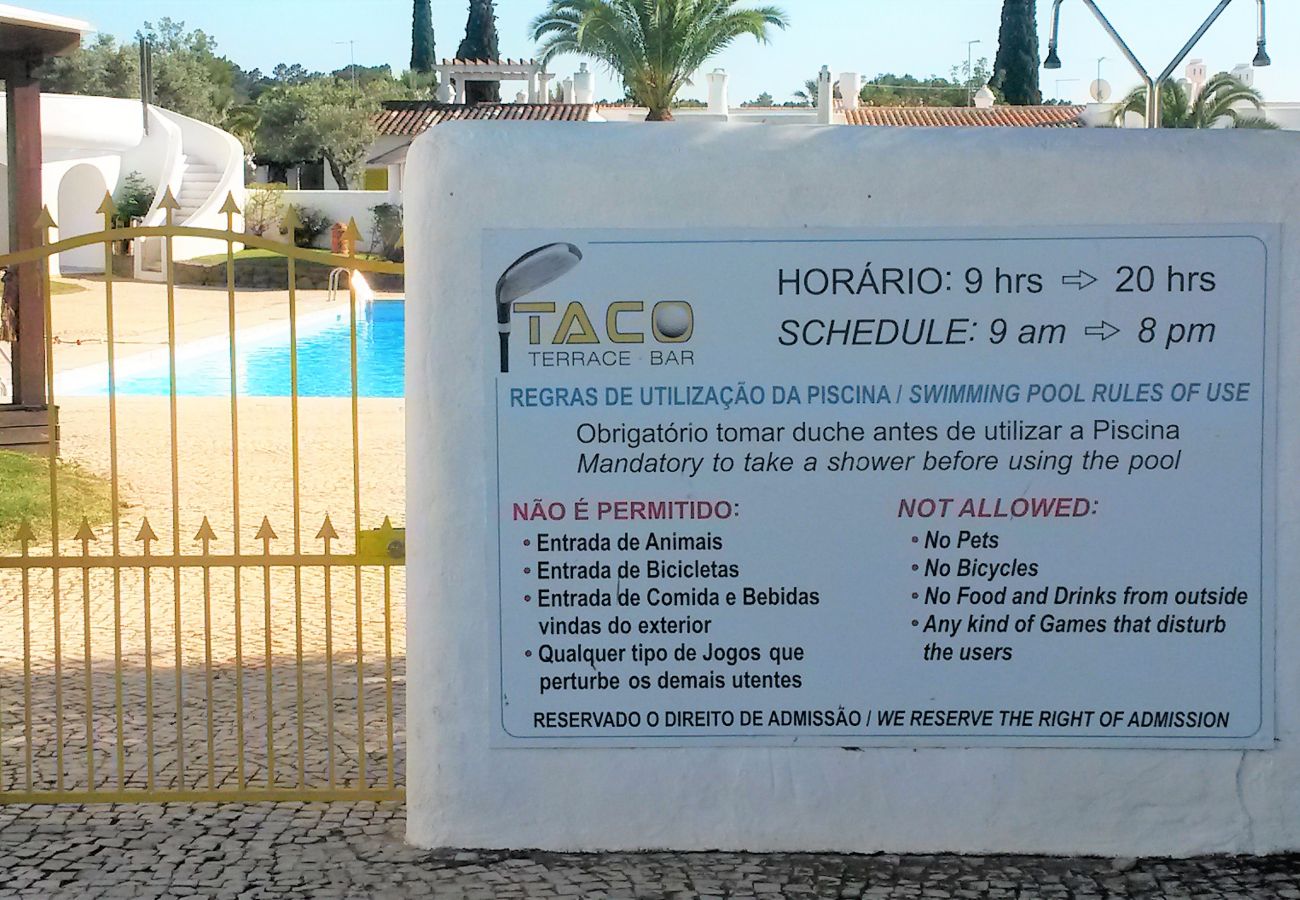 TACO
TERRACE · BAR
HORÁRIO: 9 hrs ⇨ 20 hrs
SCHEDULE: 9 am ⇨ 8 pm
REGRAS DE UTILIZAÇÃO DA PISCINA / SWIMMING POOL RULES OF USE
Obrigatório tomar duche antes de utilizar a Piscina
Mandatory to take a shower before using the pool
NÃO É PERMITIDO:
• Entrada de Animais
• Entrada de Bicicletas
• Entrada de Comida e Bebidas
vindas do exterior
• Qualquer tipo de Jogos que
perturbe os demais utentes
NOT ALLOWED:
• No Pets
• No Bicycles
• No Food and Drinks from outside
• Any kind of Games that disturb
the users
RESERVADO O DIREITO DE ADMISSÃO / WE RESERVE THE RIGHT OF ADMISSION